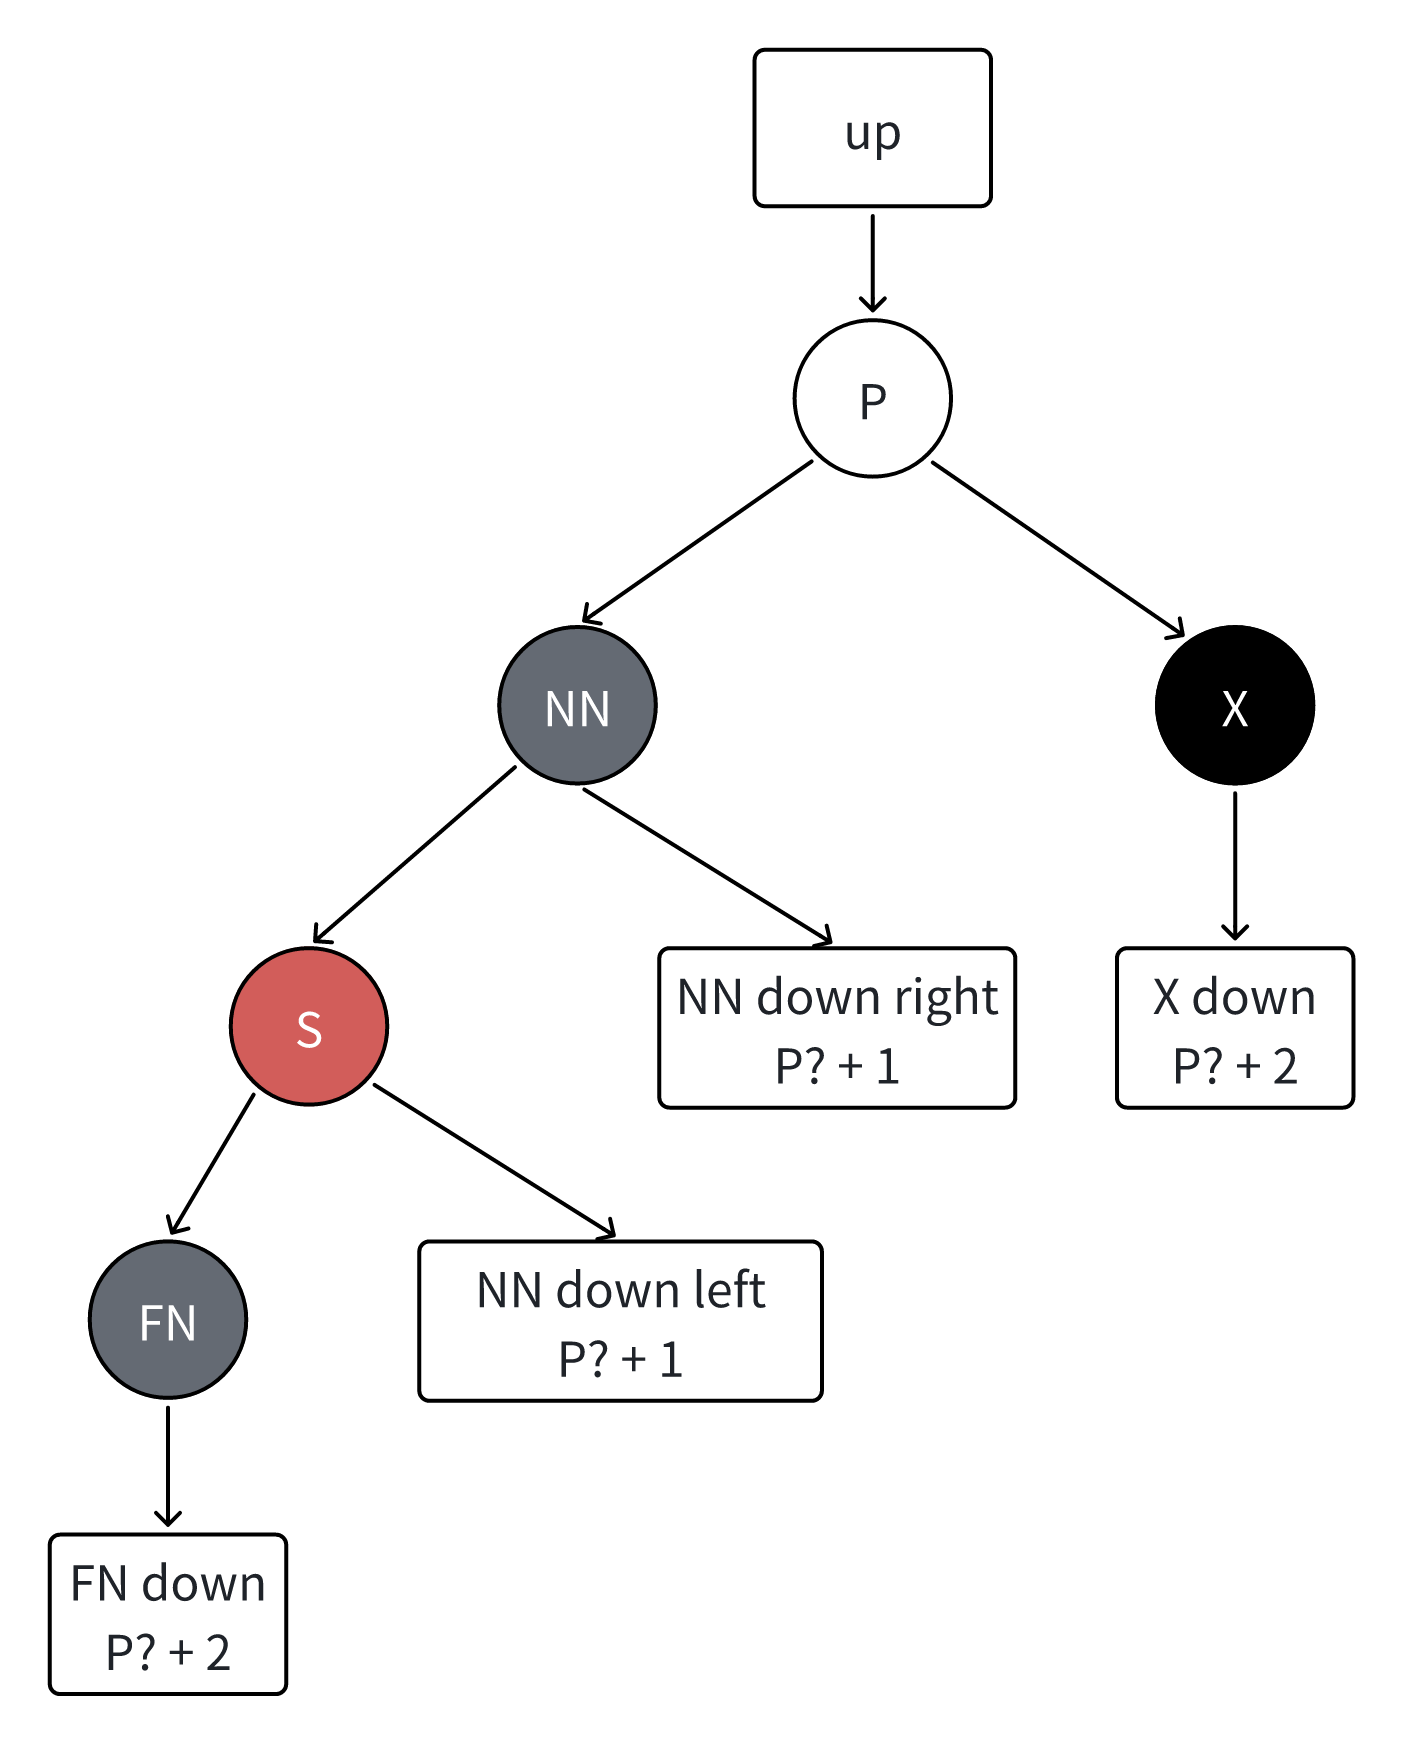 up
P
NN
X
S
NN down right
P? + 1
X down
P? + 2
FN
NN down left
P? + 1
FN down
P? + 2